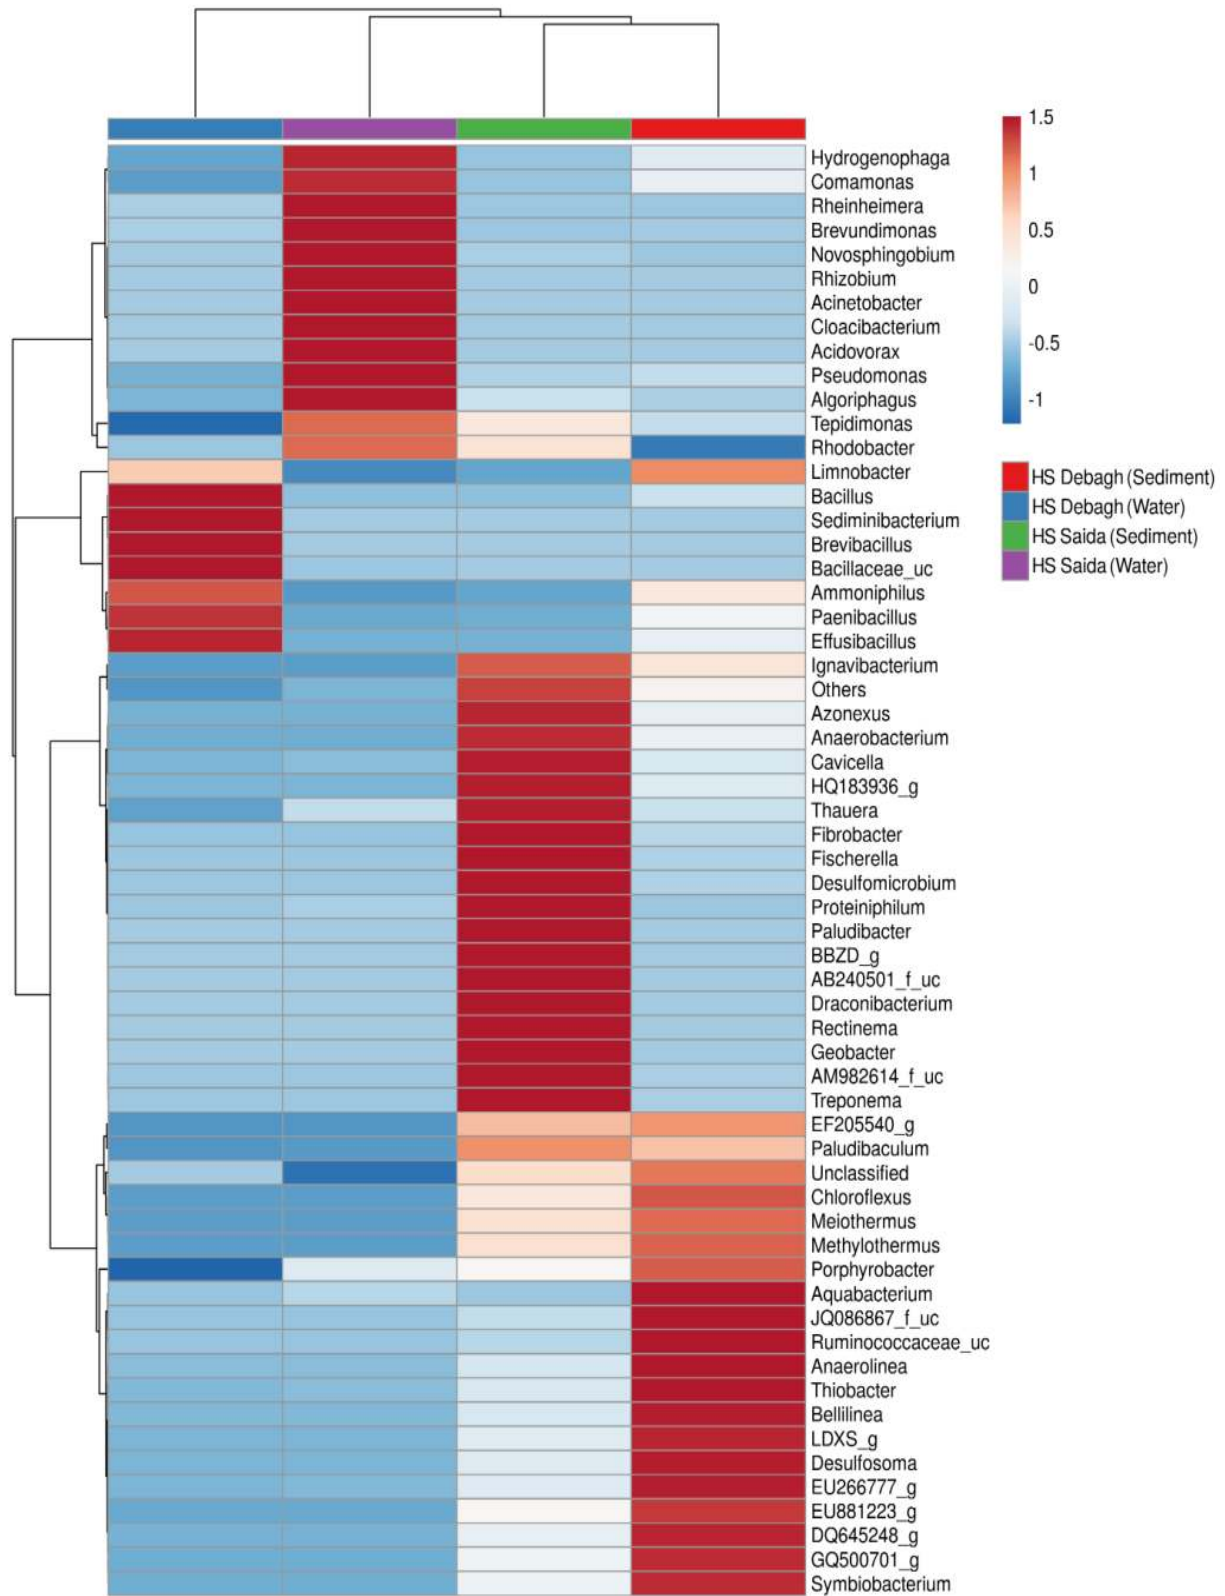 Hydrogenophaga
Comamonas
Rheinheimera
Brevundimonas
Novosphingobium
Rhizobium
Acinetobacter
Cloacibacterium
Acidovorax
Pseudomonas
Algoriphagus
Tepidimonas
Rhodobacter
Limnobacter
Bacillus
Sediminibacterium
Brevibacillus
Bacillaceae_uc
Ammoniphilus
Paenibacillus
Effusibacillus
Ignavibacterium
Others
Azonexus
Anaerobacterium
Cavicella
HQ183936_g
Thauera
Fibrobacter
Fischerella
Desulfomicrobium
Proteiniphilum
Paludibacter
BBZD_g
AB240501_f_uc
Draconibacterium
Rectinema
Geobacter
AM982614_f_uc
Treponema
EF205540_g
Paludibaculum
Unclassified
Chloroflexus
Meiothermus
Methylothermus
Porphyrobacter
Aquabacterium
JQ086867_f_uc
Ruminococcaceae_uc
Anaerolinea
Thiobacter
Bellilinea
LDXS_g
Desulfosoma
EU266777_g
EU881223_g
DQ645248_g
GQ500701_g
Symbiobacterium
1.5
1
0.5
0
-0.5
-1
HS Debagh (Sediment)
HS Debagh (Water)
HS Saida (Sediment)
HS Saida (Water)